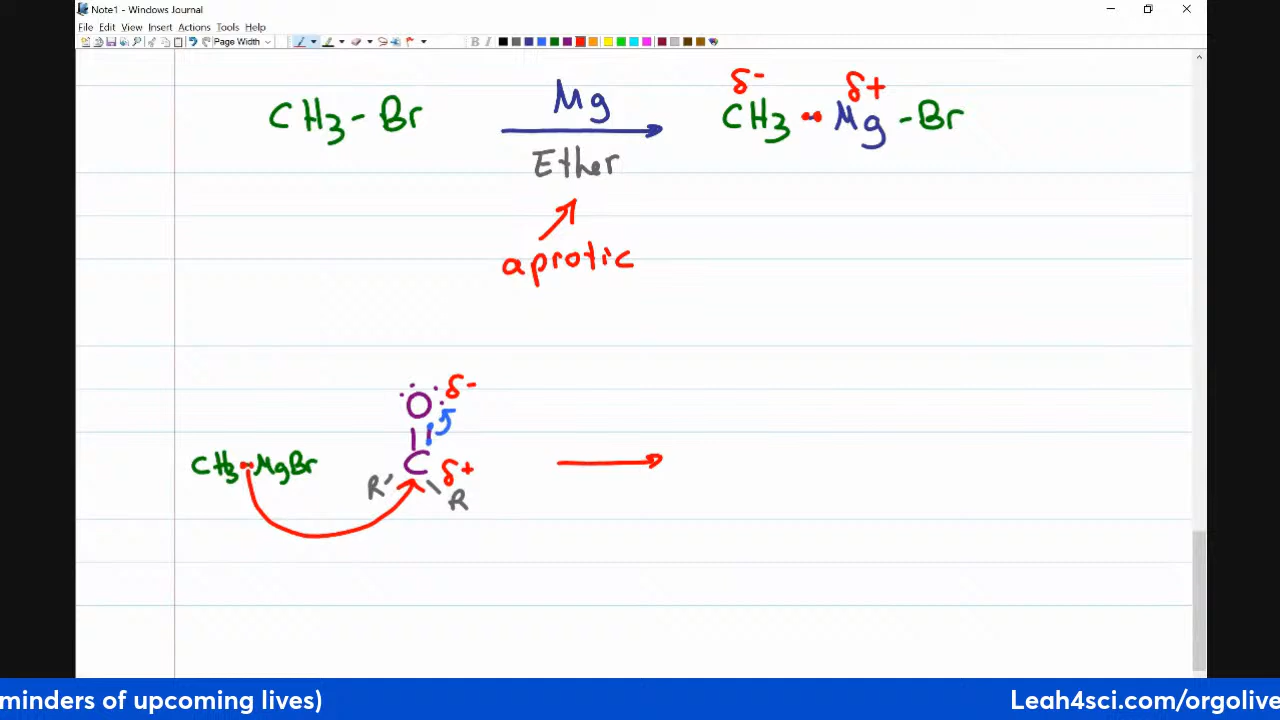 Note1 - Windows Journal
File Edit View Insert Actions Tools Help
Page Width
B I
δ- δ+
CH3 - Br Mg CH3 •• Mg - Br
Ether
aprotic
O δ-
CH3 MgBr C δ+
R R
minders of upcoming lives) Leah4sci.com/orgolive